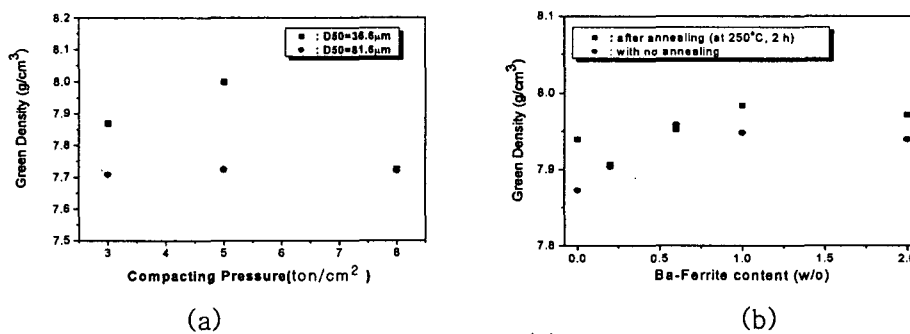 8.2
8.1
8.0
7.9
7.8
7.7
7.6
7.5
Green Density (g/cm³)
■ : D50=36.6μm
● : D50=81.6μm
3 4 5 6 7 8
Compacting Pressure(ton/cm² )
(a)
8.1
8.0
7.9
7.8
Green Density (g/cm³)
■ : after annealing (at 250°C, 2 h)
● : with no annealing
0.0 0.5 1.0 1.5 2.0
Ba-Ferrite content (w/o)
(b)